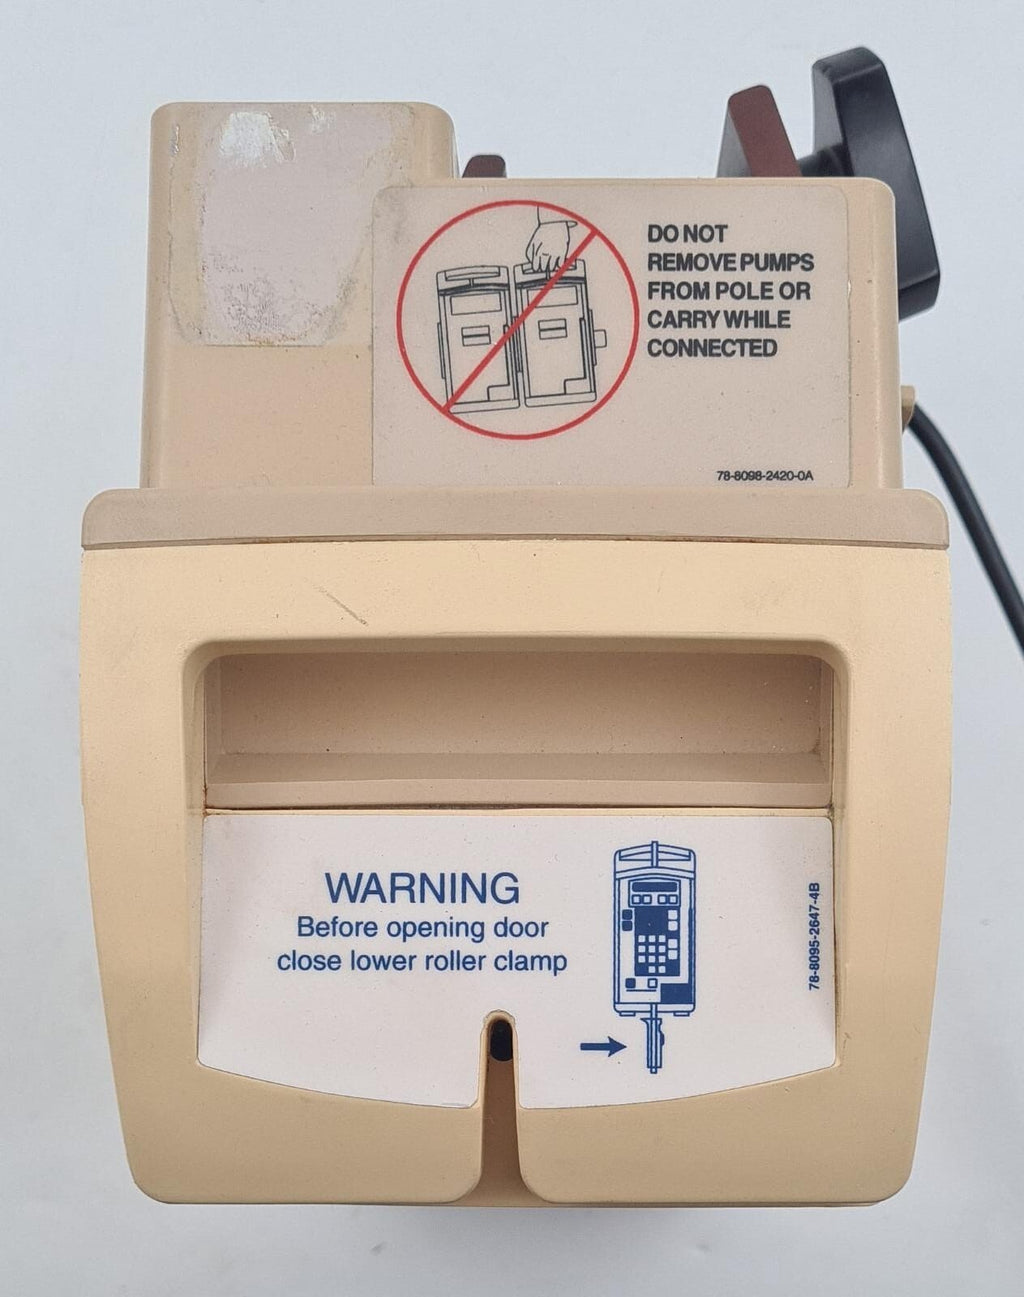 DO NOT
REMOVE PUMPS
FROM POLE OR
CARRY WHILE
CONNECTED
78-8098-2420-0A
WARNING
Before opening door
close lower roller clamp
78-8095-2647-4B